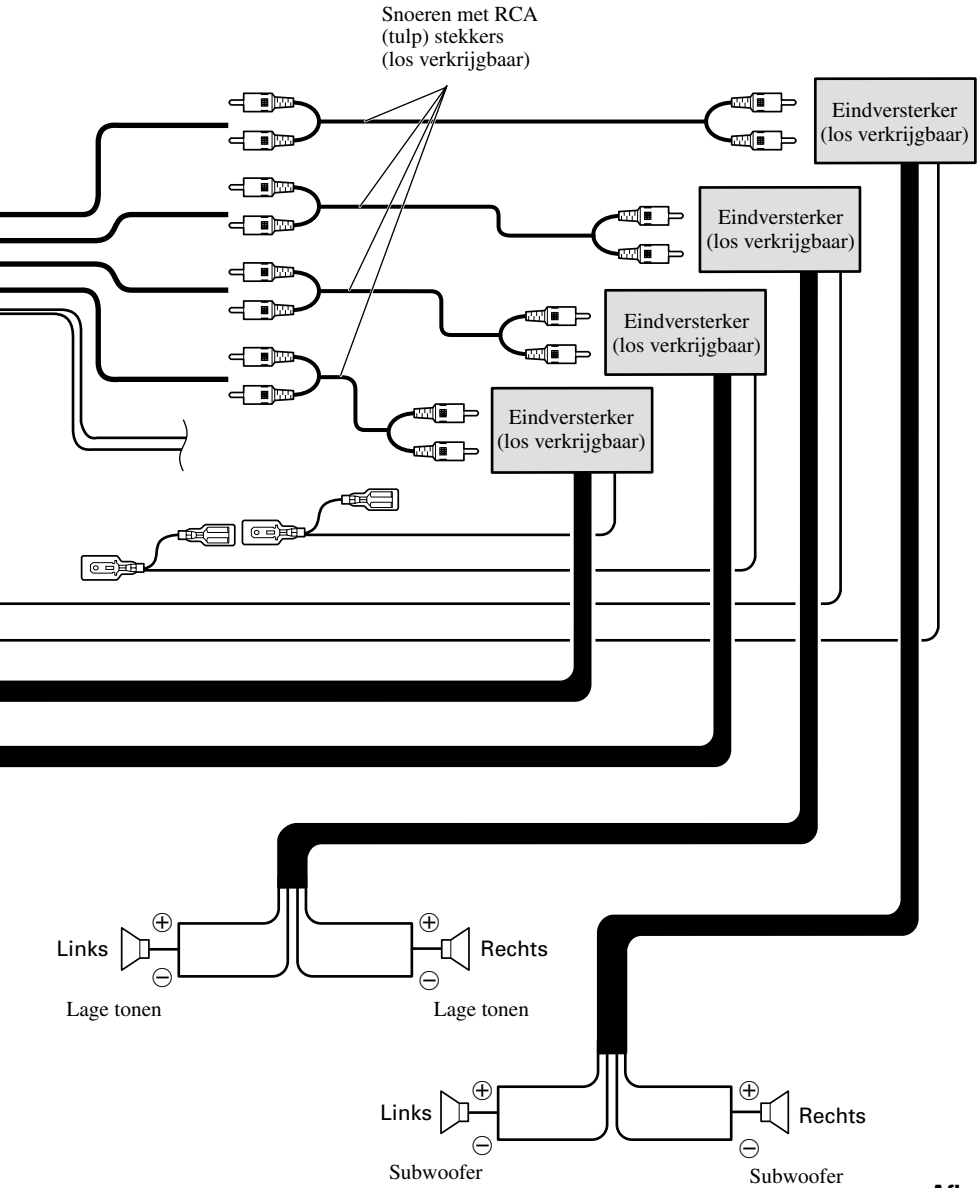 Snoeren met RCA
(tulp) stekkers
(los verkrijgbaar)
Eindversterker
(los verkrijgbaar)
Eindversterker
(los verkrijgbaar)
Eindversterker
(los verkrijgbaar)
Eindversterker
(los verkrijgbaar)
Links
Rechts
Lage tonen
Lage tonen
Links
Rechts
Subwoofer
Subwoofer